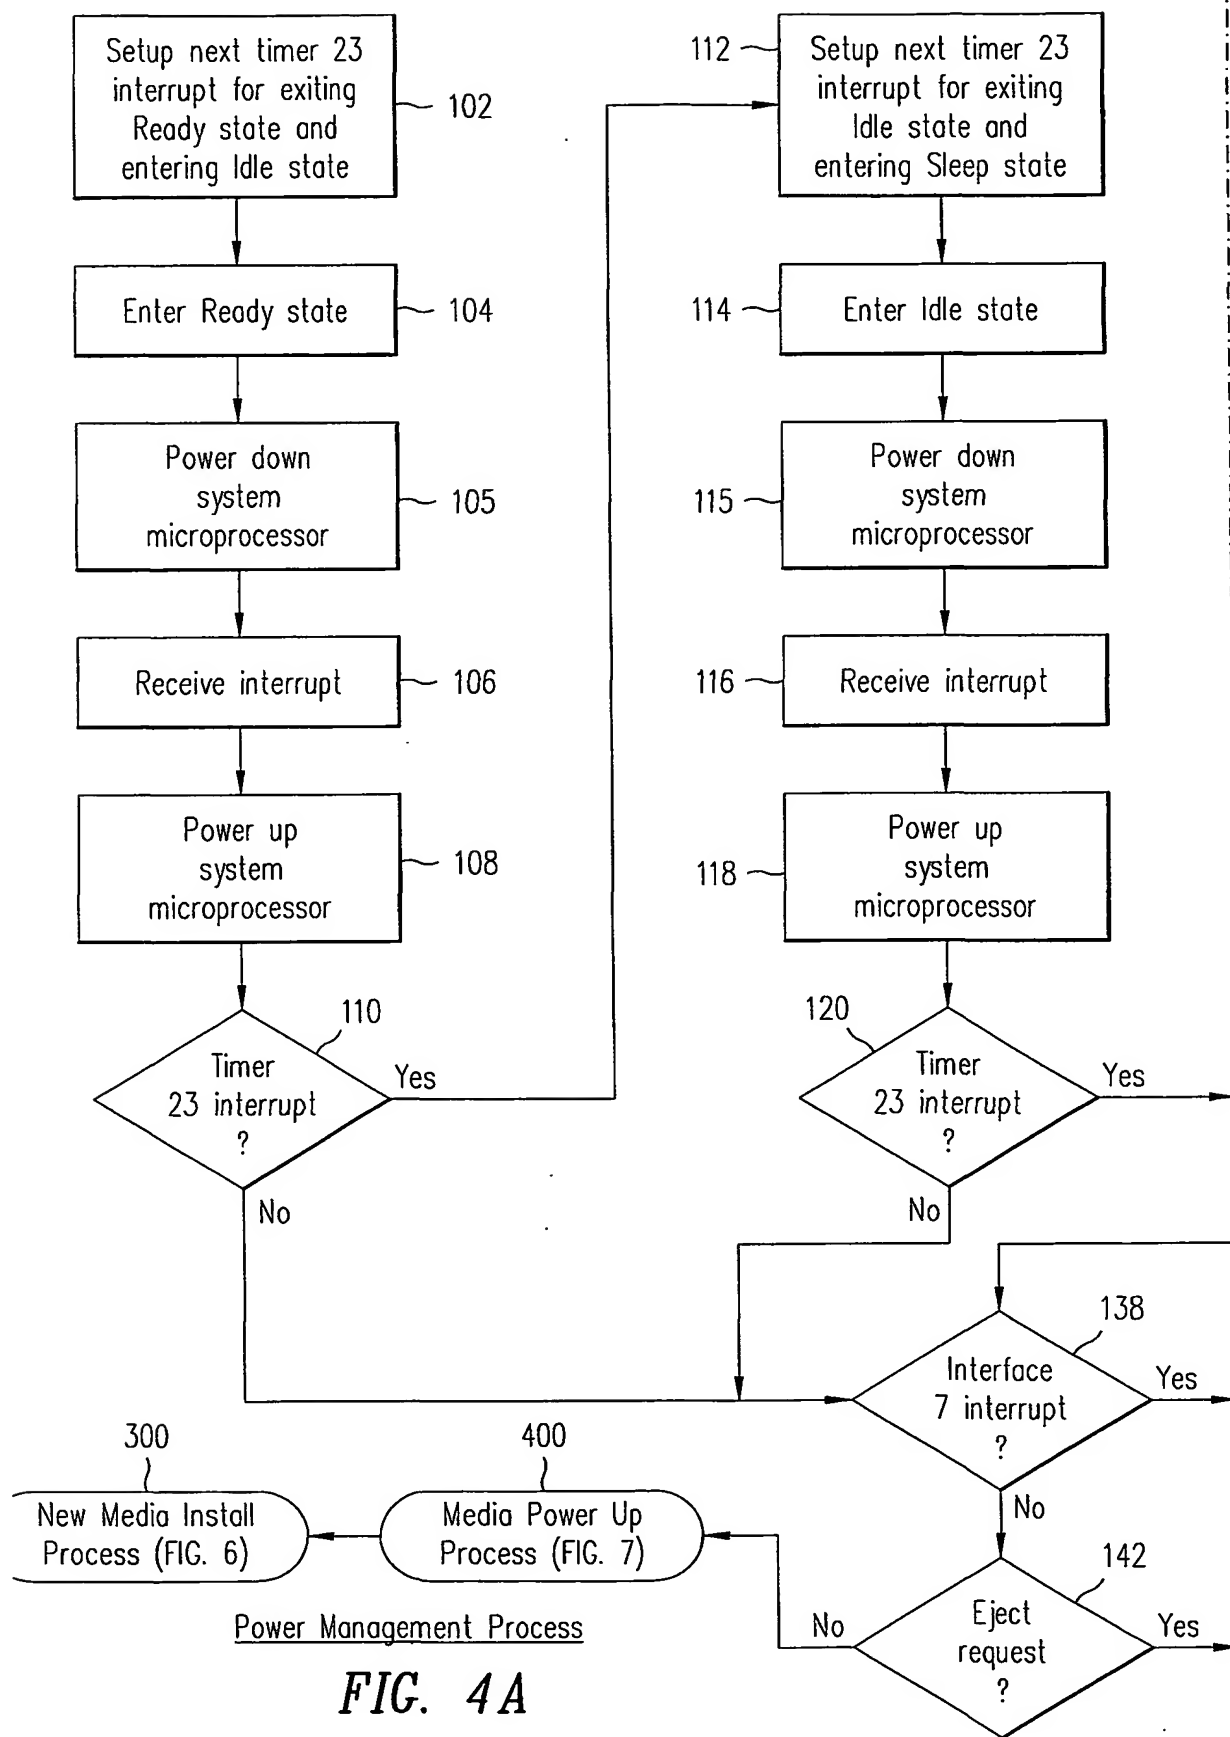 Setup next timer 23
interrupt for exiting
Ready state and
entering Idle state
102
Enter Ready state
104
Power down
system
microprocessor
105
Receive interrupt
106
Power up
system
microprocessor
108
110
Timer
23 interrupt
?
Yes
No
112
Setup next timer 23
interrupt for exiting
Idle state and
entering Sleep state
114
Enter Idle state
115
Power down
system
microprocessor
116
Receive interrupt
118
Power up
system
microprocessor
120
Timer
23 interrupt
?
Yes
No
138
Interface
7 interrupt
?
Yes
No
142
Eject
request
?
Yes
No
400
Media Power Up
Process (FIG. 7)
300
New Media Install
Process (FIG. 6)
Power Management Process
FIG. 4A